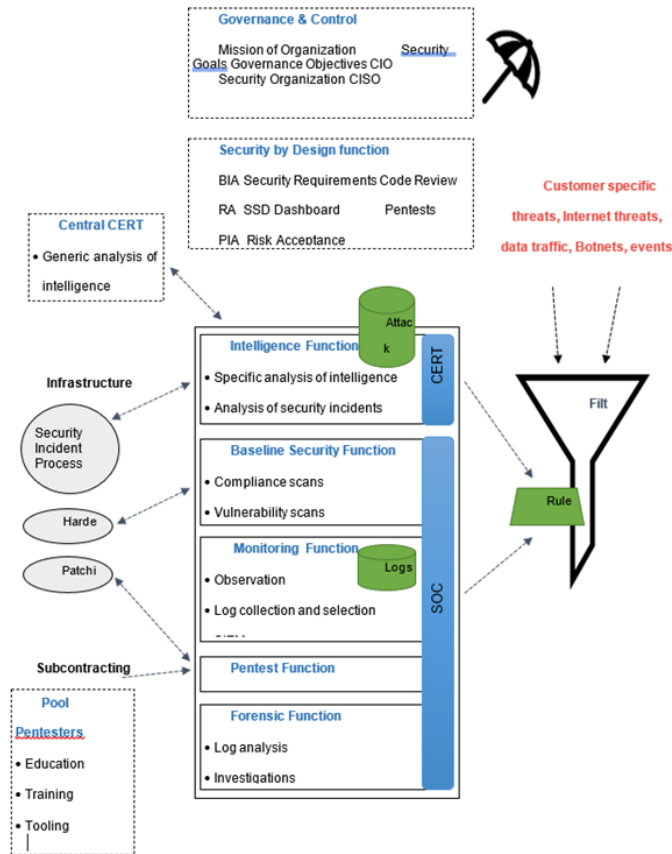 Governance & Control
Mission of Organization Security
Goals Governance Objectives CIO
Security Organization CISO
Security by Design function
BIA Security Requirements Code Review
RA SSD Dashboard Pentests
PIA Risk Acceptance
Customer specific
threats, Internet threats,
data traffic, Botnets, events
Central CERT
• Generic analysis of
intelligence
Attac
k
Intelligence Function
• Specific analysis of intelligence
• Analysis of security incidents
CERT
Infrastructure
Security
Incident
Process
Filt
Baseline Security Function
• Compliance scans
• Vulnerability scans
Rule
Harde
Monitoring Function
• Observation
• Log collection and selection
Logs
SOC
Patchi
Subcontracting
Pentest Function
Pool
Pentesters
• Education
• Training
• Tooling
Forensic Function
• Log analysis
• Investigations